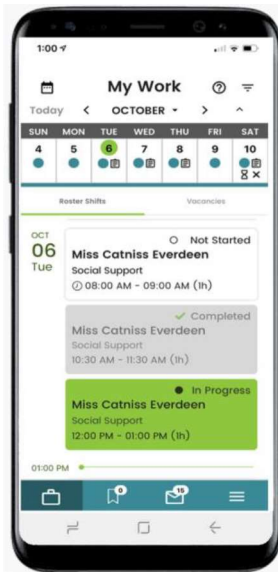 1:00
My Work
Today < OCTOBER >
SUN MON TUE WED THU FRI SAT
4 5 6 7 8 9 10
Roster Shifts Vacancies
OCT
06
Tue
Not Started
Miss Catniss Everdeen
Social Support
08:00 AM - 09:00 AM (1h)
Completed
Miss Catniss Everdeen
Social Support
10:30 AM - 11:30 AM (1h)
In Progress
Miss Catniss Everdeen
Social Support
12:00 PM - 01:00 PM (1h)
01:00 PM
0 15